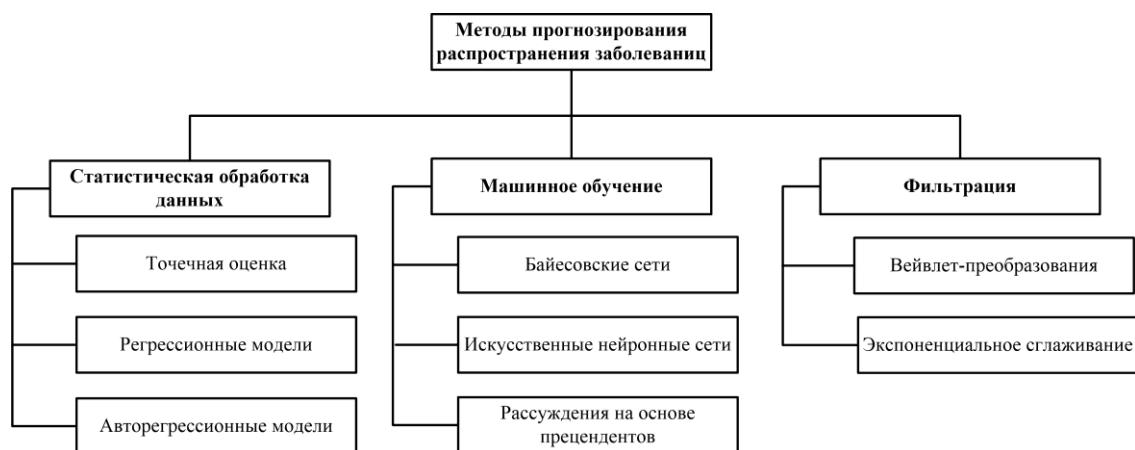 Методы прогнозирования
распространения заболеваниц
Статистическая обработка
данных
Точечная оценка
Регрессионные модели
Авторегрессионные модели
Машинное обучение
Байесовские сети
Искусственные нейронные сети
Рассуждения на основе
прецендентов
Фильтрация
Вейвлет-преобразования
Экспоненциальное сглаживание